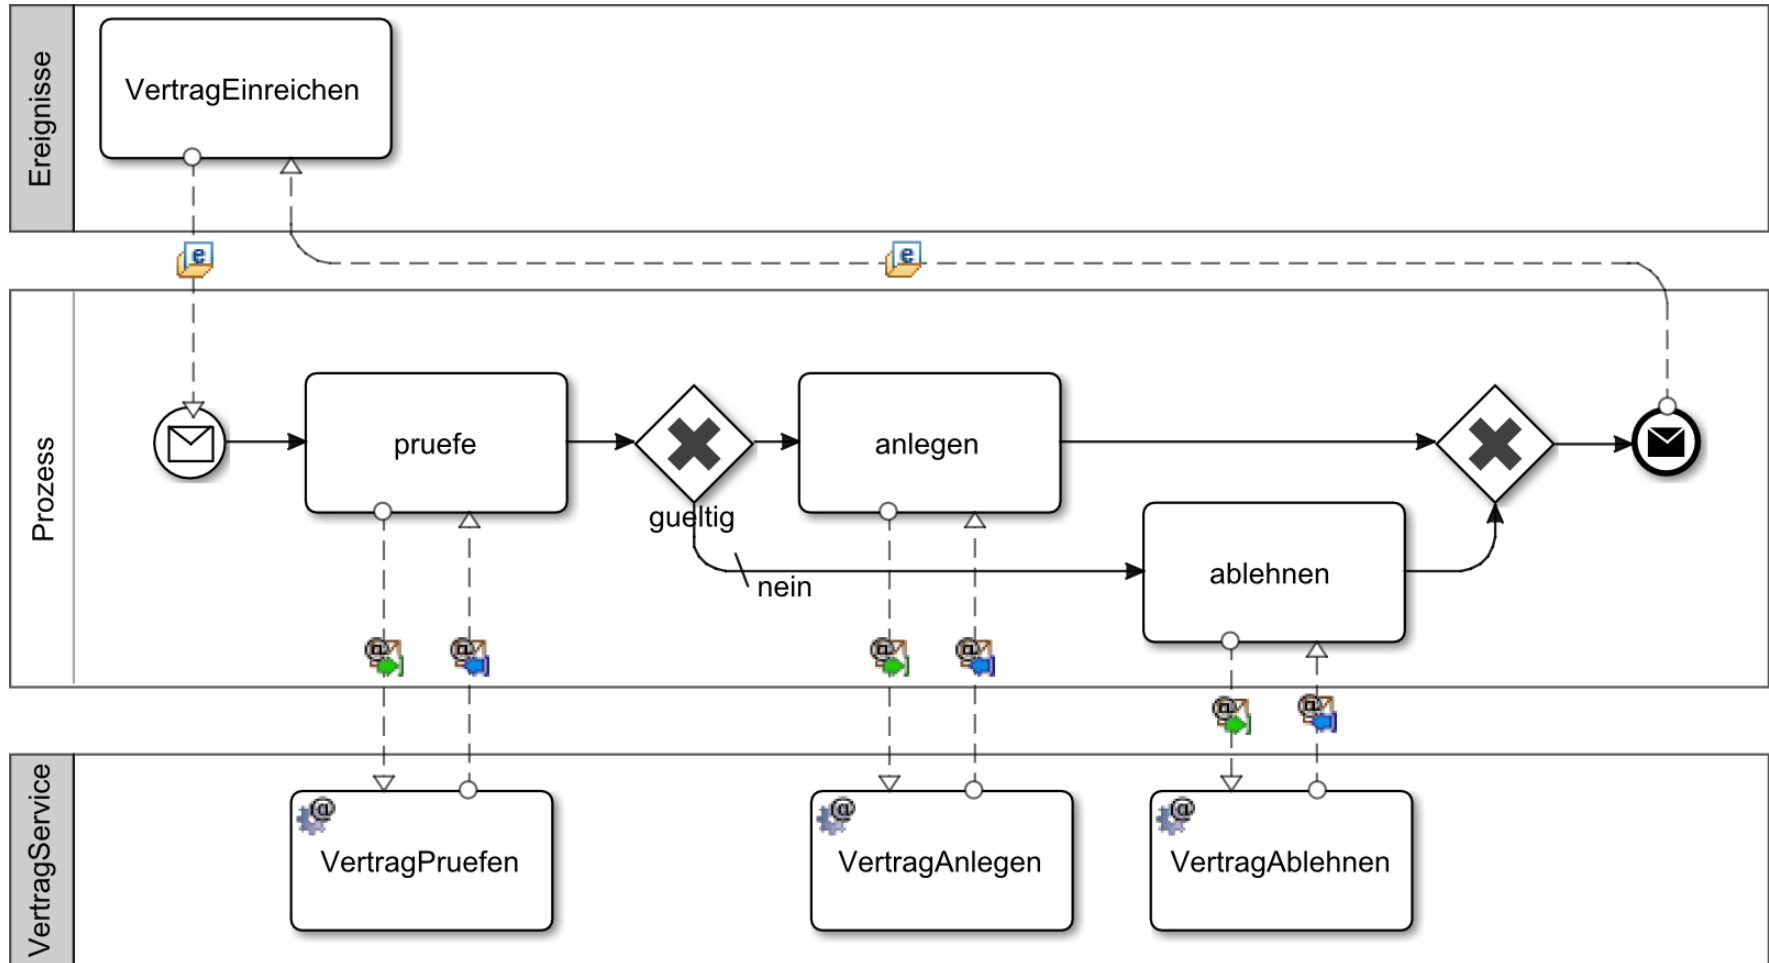 Ereignisse
VertragEinreichen
e
e
Prozess
pruefe
gueltig
anlegen
nein
ablehnen
@
@
@
@
@
@
VertragService
@
VertragPruefen
@
VertragAnlegen
@
VertragAblehnen